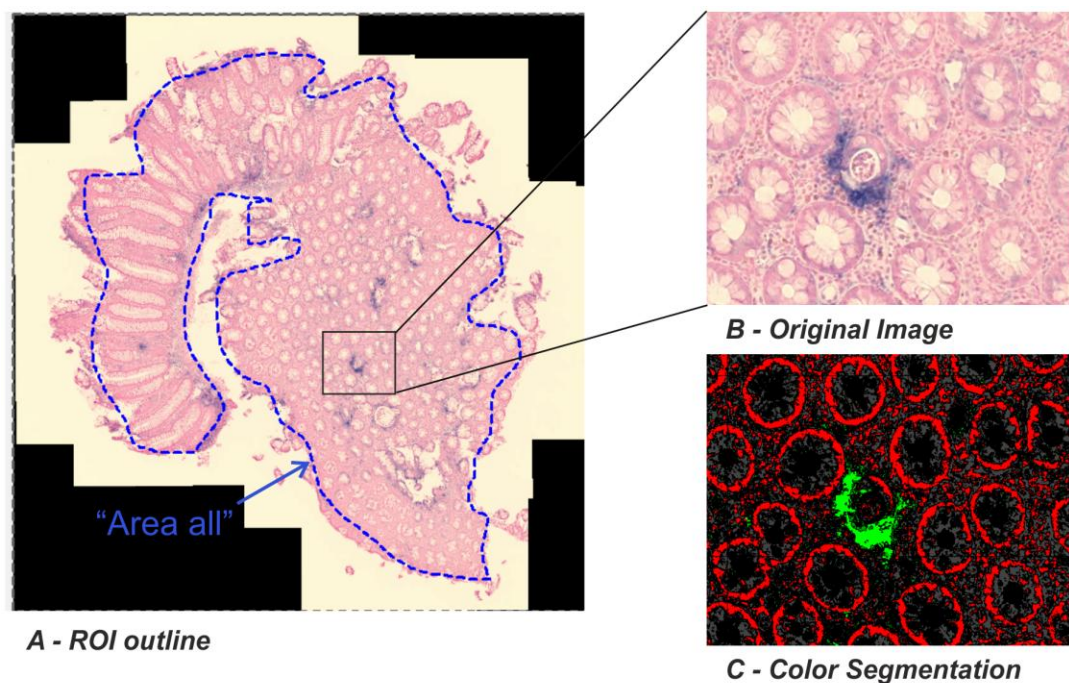 B - Original Image
"Area all"
A - ROI outline
C - Color Segmentation